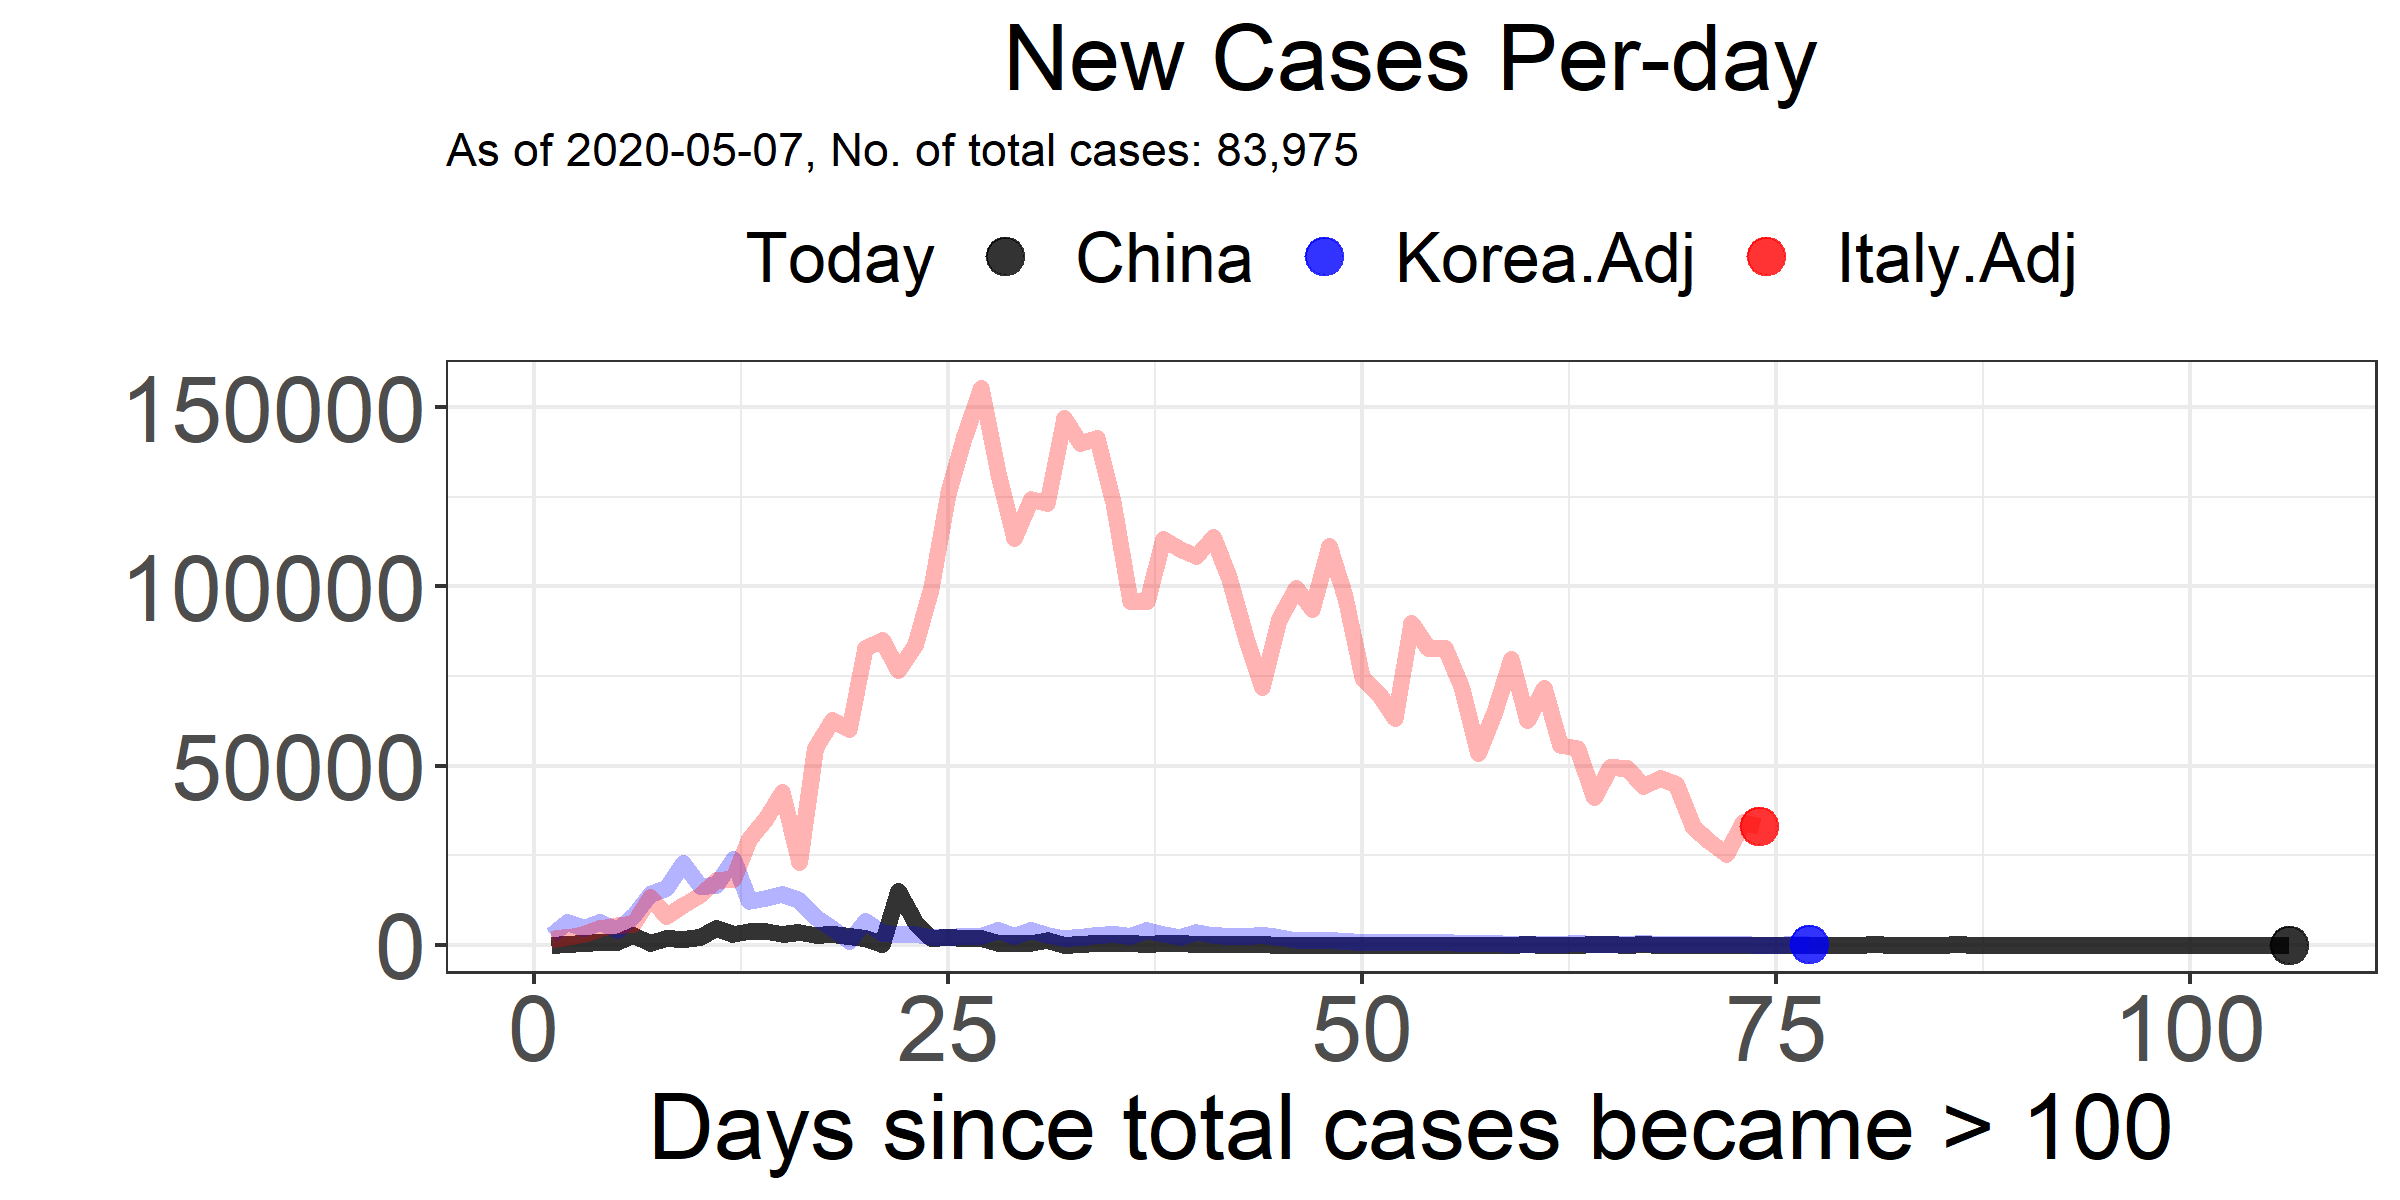 New Cases Per-day
As of 2020-05-07, No. of total cases: 83,975
Today China Korea.Adj Italy.Adj
150000
100000
50000
0
0 25 50 75 100
Days since total cases became > 100